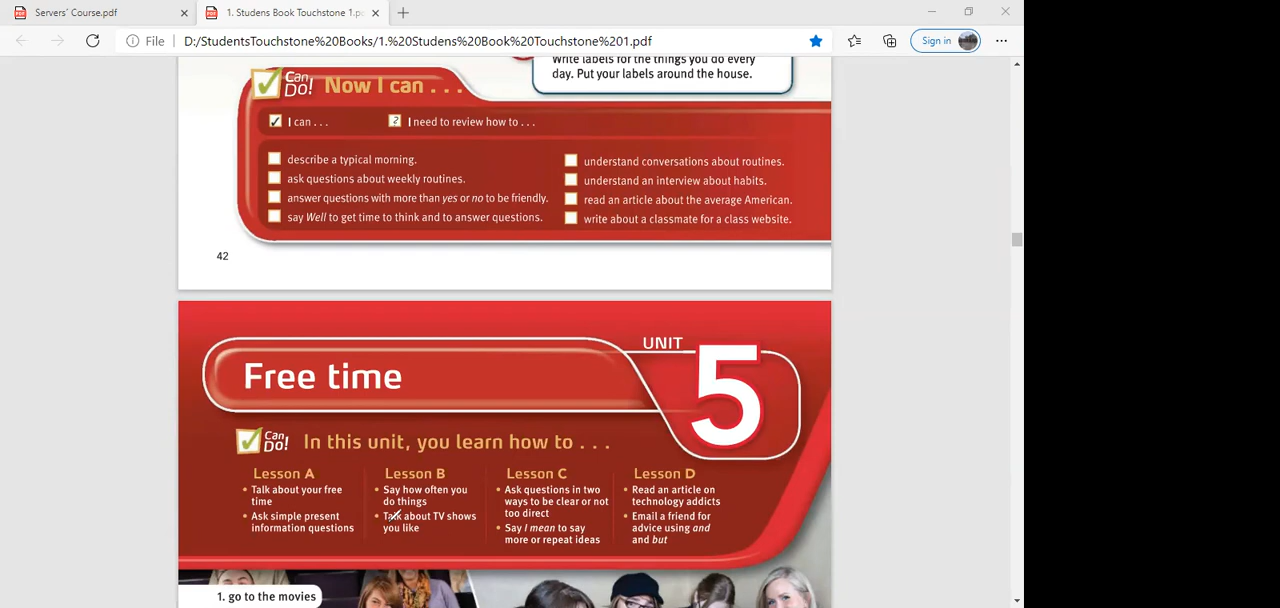 Servers' Course.pdf
1. Studens Book Touchstone 1.p
File
D:/StudentsTouchstone%20Books/1.%20Studens%20Book%20Touchstone%201.pdf
Sign in
Write labels for the things you do every
day. Put your labels around the house.
Can Do! Now I can . . .
✓ I can . . .
? I need to review how to . . .
describe a typical morning.
ask questions about weekly routines.
answer questions with more than yes or no to be friendly.
say Well to get time to think and to answer questions.
understand conversations about routines.
understand an interview about habits.
read an article about the average American.
write about a classmate for a class website.
42
UNIT 5
Free time
Can Do! In this unit, you learn how to . . .
Lesson A
• Talk about your free
time
• Ask simple present
information questions
Lesson B
• Say how often you
do things
• Talk about TV shows
you like
Lesson C
• Ask questions in two
ways to be clear or not
too direct
• Say I mean to say
more or repeat ideas
Lesson D
• Read an article on
technology addicts
• Email a friend for
advice using and
and but
1. go to the movies